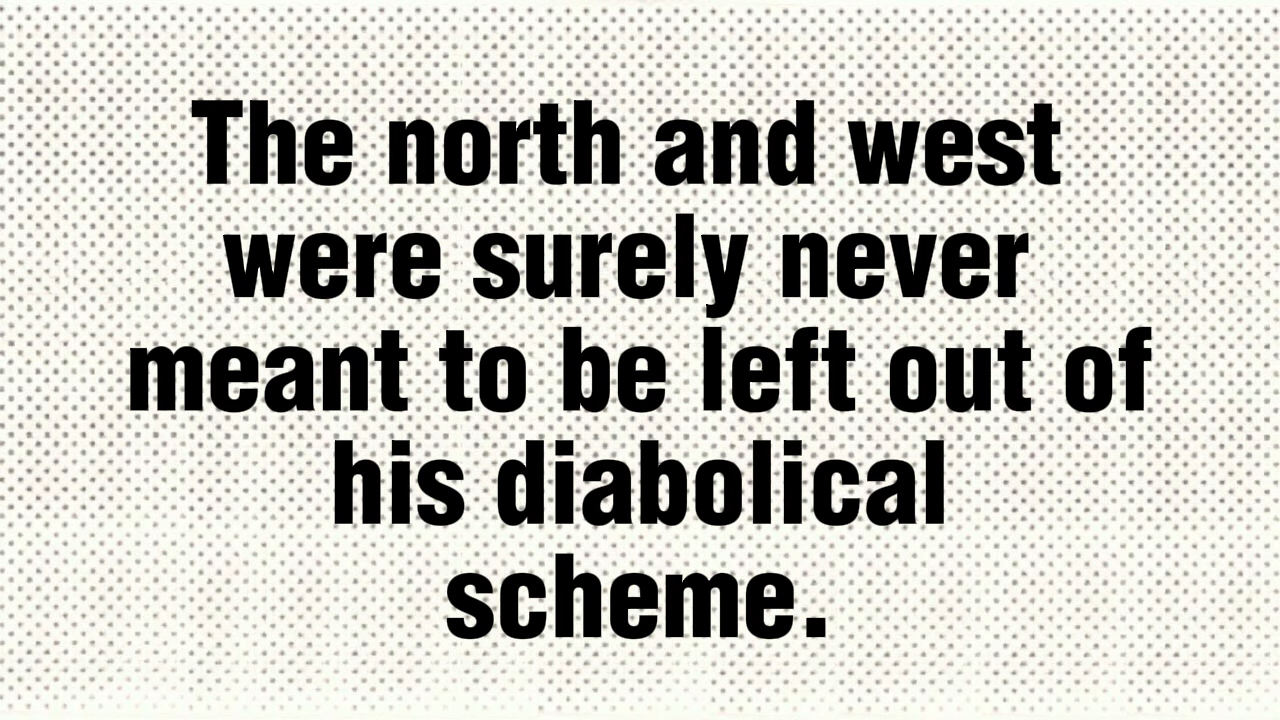 The north and west
were surely never
meant to be left out of
his diabolical
scheme.